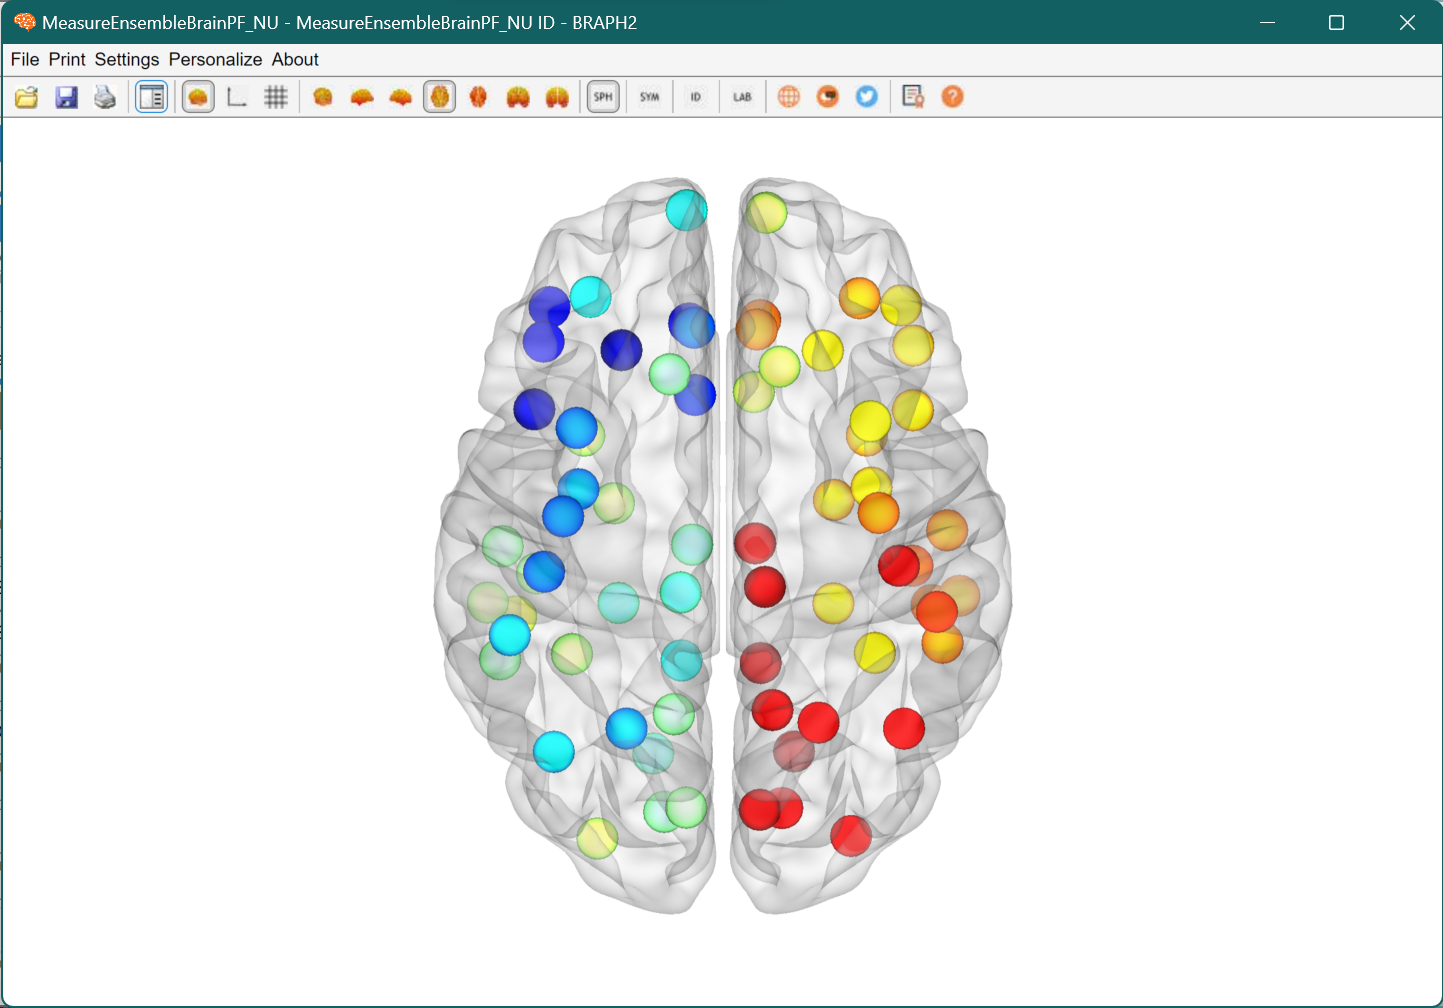 MeasureEnsembleBrainPF_NU - MeasureEnsembleBrainPF_NU ID - BRAPH2
File Print Settings Personalize About
SPH SYM ID LAB